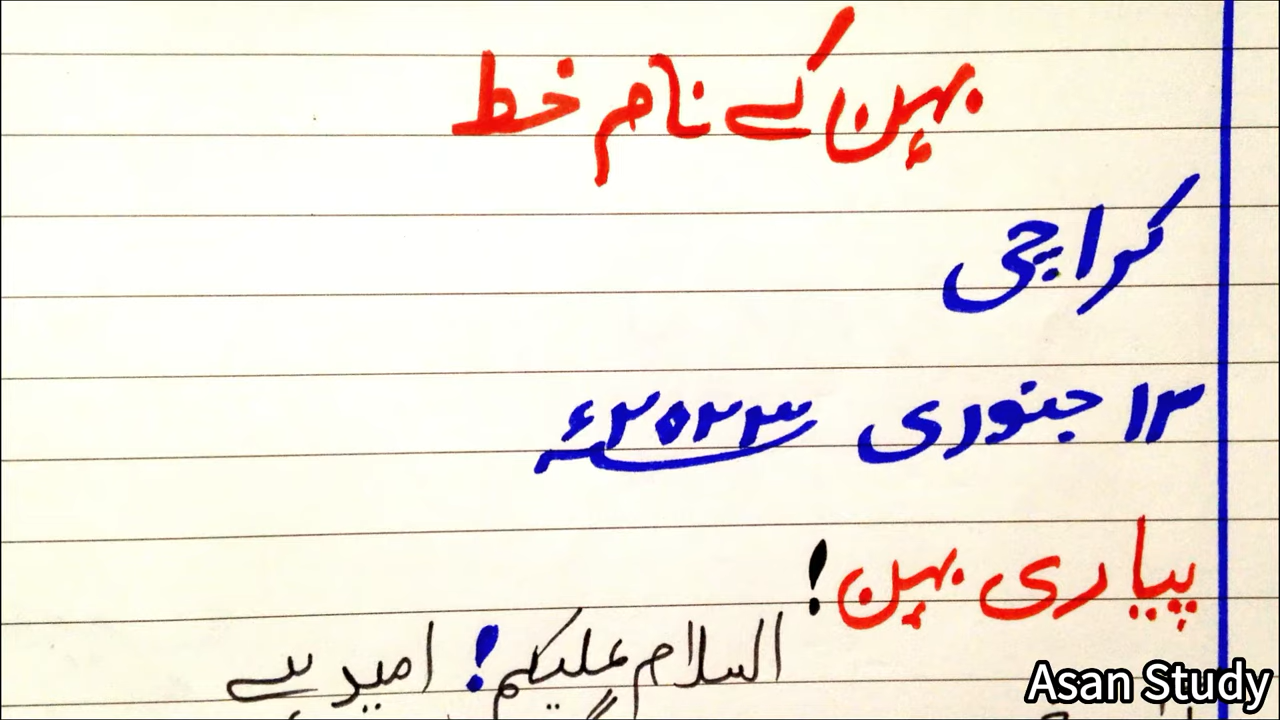 بہن کے نام خط
کراچی
۱۳ جنوری ۲۰۲۳ء
پیاری بہن!
السلام علیکم! امید ہے
Asan Study